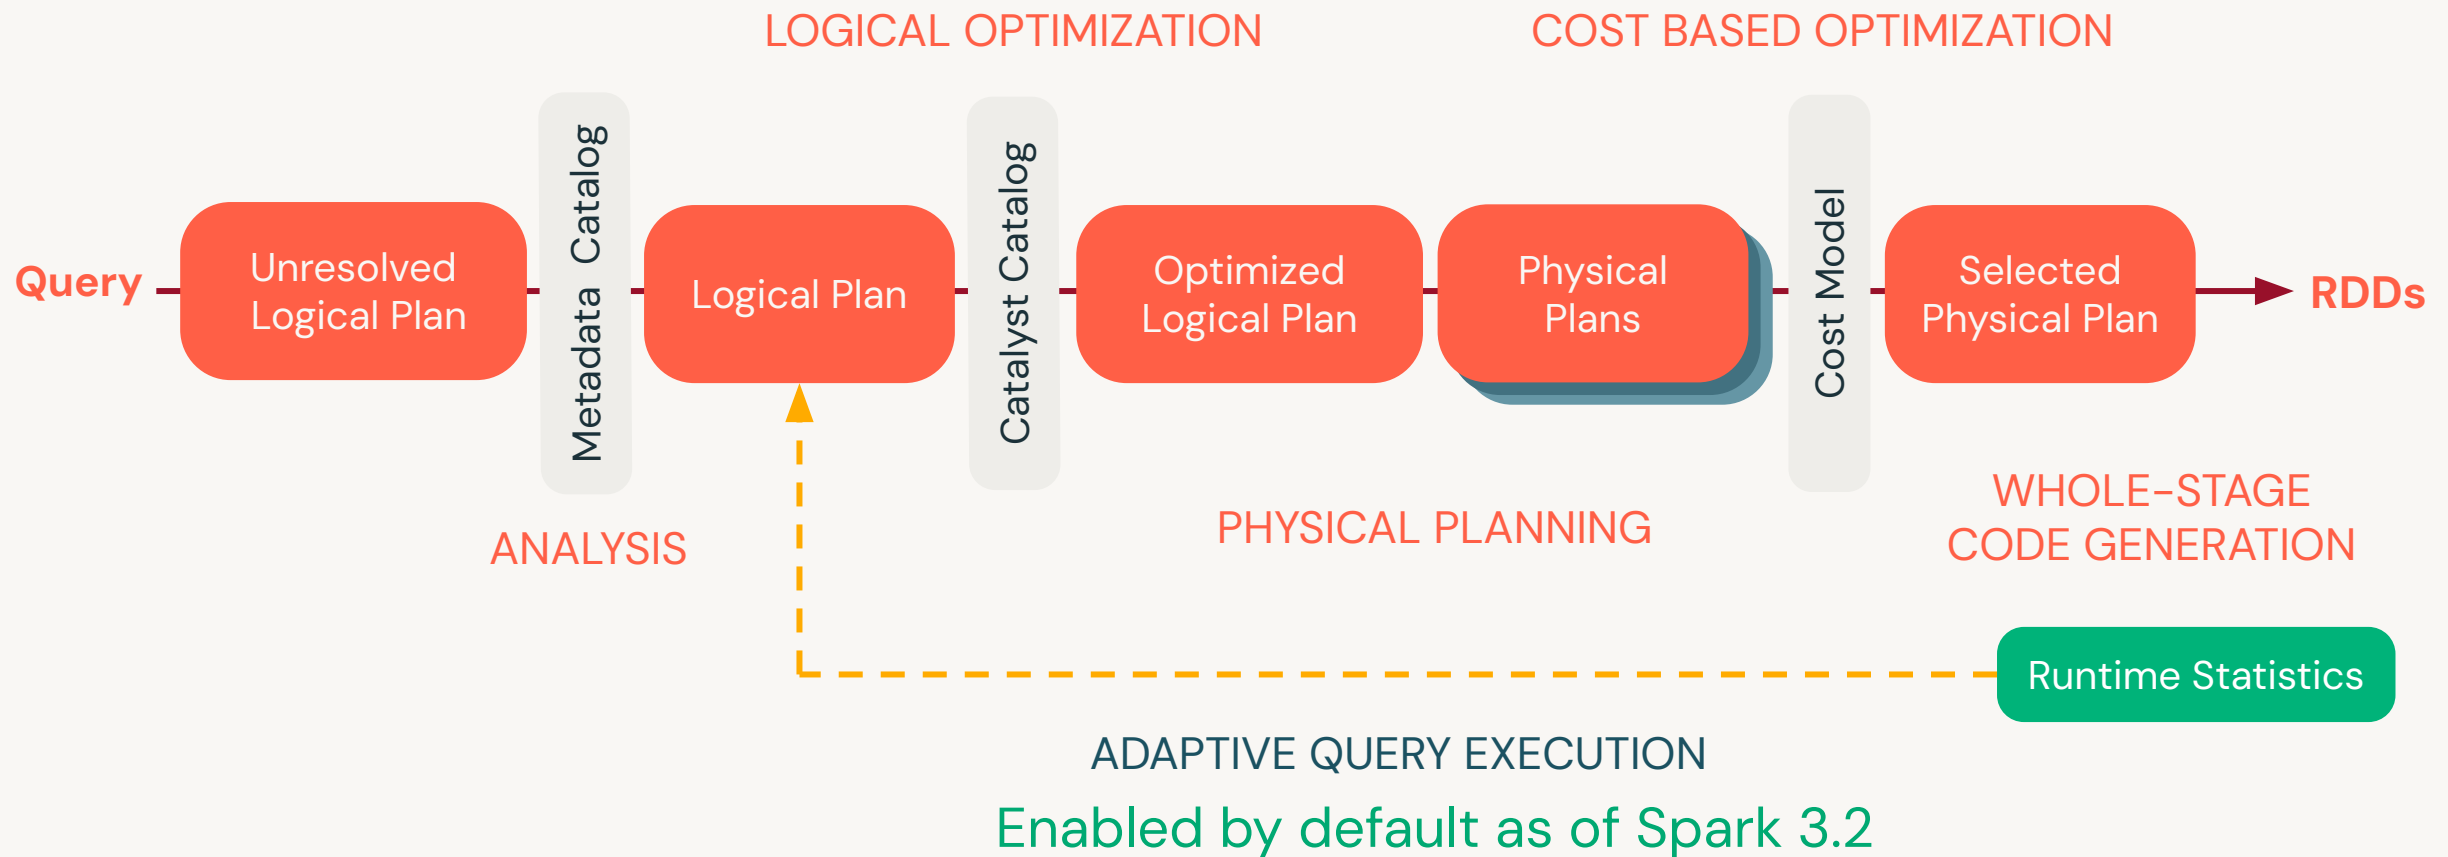 LOGICAL OPTIMIZATION
COST BASED OPTIMIZATION
Query
Unresolved
Logical Plan
Metadata Catalog
Logical Plan
Catalyst Catalog
Optimized
Logical Plan
Physical
Plans
Cost Model
Selected
Physical Plan
RDDs
ANALYSIS
PHYSICAL PLANNING
WHOLE-STAGE
CODE GENERATION
Runtime Statistics
ADAPTIVE QUERY EXECUTION
Enabled by default as of Spark 3.2